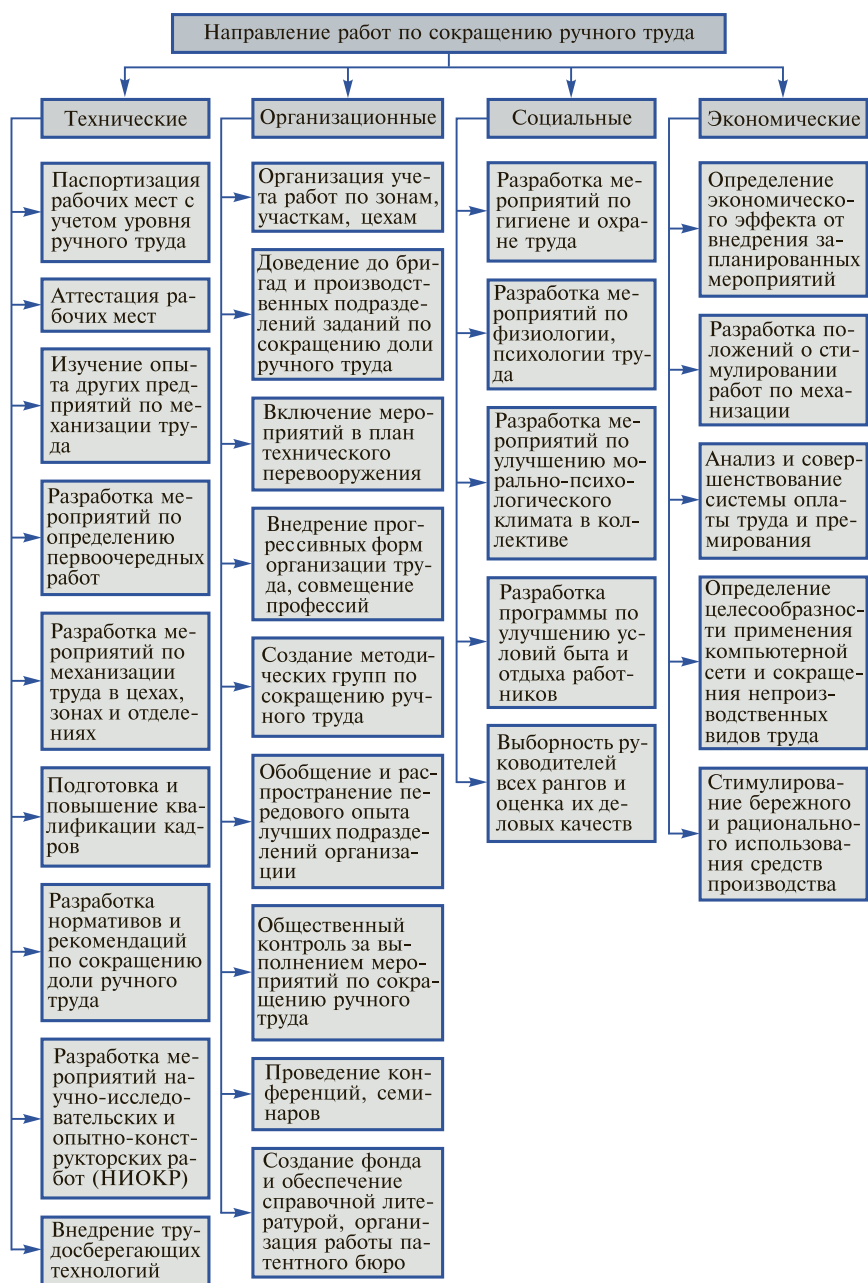 Направление работ по сокращению ручного труда
Технические
Организационные
Социальные
Экономические
Паспортизация
рабочих мест с
учетом уровня
ручного труда
Аттестация ра-
бочих мест
Изучение опы-
та других пред-
приятий по ме-
ханизации тру-
да
Разработка ме-
роприятий по
определению
первоочередных
работ
Разработка ме-
роприятий по
механизации
труда в цехах,
зонах и отделе-
ниях
Подготовка и
повышение ква-
лификации кад-
ров
Разработка
нормативов и
рекомендаций
по сокращению
доли ручного
труда
Разработка ме-
роприятий на-
учно-исследо-
вательских и
опытно-конст-
рукторских ра-
бот (НИОКР)
Внедрение тру-
досберегающих
технологий
Организация уче-
та работ по зонам,
участкам, цехам
Доведение до бри-
гад и производст-
венных подразде-
лений заданий по
сокращению доли
ручного труда
Включение меро-
приятий в план
технического
перевооружения
Внедрение прог-
рессивных форм
организации тру-
да, совмещение
профессий
Создание методи-
ческих групп по
сокращению руч-
ного труда
Обобщение и рас-
пространение пе-
редового опыта
лучших подразде-
лений организа-
ции
Общественный
контроль за вы-
полнением меро-
приятий по сокра-
щению ручного
труда
Проведение кон-
ференций, семи-
наров
Создание фонда
и обеспечение
справочной лите-
ратурой, органи-
зация работы па-
тентного бюро
Разработка ме-
роприятий по
гигиене и охра-
не труда
Разработка ме-
роприятий по
физиологии,
психологии тру-
да
Разработка ме-
роприятий по
улучшению мо-
рально-психо-
логического
климата в кол-
лективе
Разработка
программы по
улучшению ус-
ловий быта и
отдыха работ-
ников
Выборность ру-
ководителей
всех рангов и
оценка их де-
ловых качеств
Определение
экономического
эффекта от
внедрения за-
планированных
мероприятий
Разработка по-
ложений о сти-
мулировании
работ по меха-
низации
Анализ и совер-
шенствование
системы опла-
ты труда и пре-
мирования
Определение
целесообразнос-
ти применения
компьютерной
сети и сокраще-
ния непроиз-
водственных
видов труда
Стимулирова-
ние бережного
и рационально-
го использова-
ния средств
производства